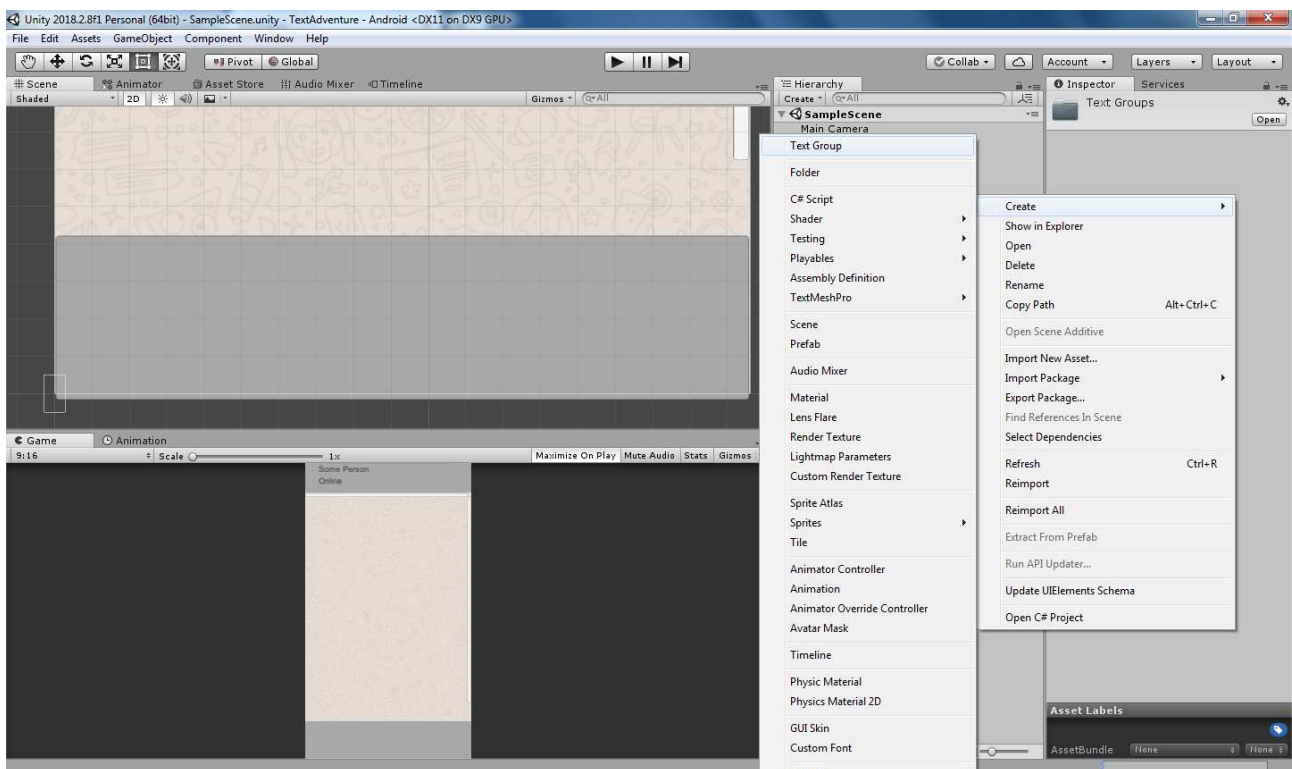 Unity 2018.2.8f1 Personal (64bit) - SampleScene.unity - TextAdventure - Android <DX11 on DX9 GPU>
File Edit Assets GameObject Component Window Help
Pivot Global Collab Account Layers Layout
Scene Animator Asset Store Audio Mixer Timeline
Shaded 2D Gizmos All
Hierarchy
Create All
SampleScene
Main Camera
Inspector Services
Text Groups
Open
Text Group
Folder
C# Script
Shader
Testing
Playables
Assembly Definition
TextMeshPro
Scene
Prefab
Audio Mixer
Material
Lens Flare
Render Texture
Lightmap Parameters
Custom Render Texture
Sprite Atlas
Sprites
Tile
Animator Controller
Animation
Animator Override Controller
Avatar Mask
Timeline
Physic Material
Physics Material 2D
GUI Skin
Custom Font
Create
Show in Explorer
Open
Delete
Rename
Copy Path Alt+Ctrl+C
Open Scene Additive
Import New Asset...
Import Package
Export Package...
Find References In Scene
Select Dependencies
Refresh Ctrl+R
Reimport
Reimport All
Extract From Prefab
Run API Updater...
Update UIElements Schema
Open C# Project
Game Animation
9:16 Scale 1x Maximize On Play Mute Audio Stats Gizmos
Some Person
Online
Asset Labels
AssetBundle None None